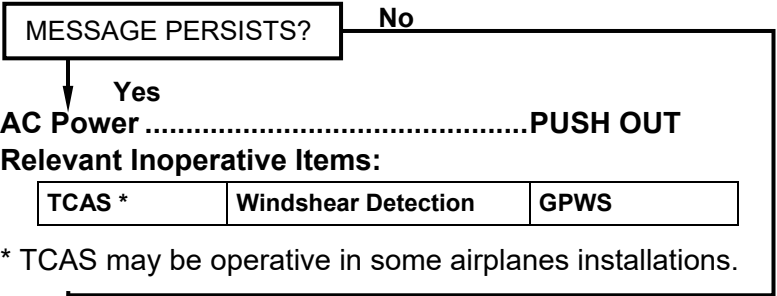 MESSAGE PERSISTS? No
Yes
AC Power ............................................... PUSH OUT
Relevant Inoperative Items:
TCAS * Windshear Detection GPWS
* TCAS may be operative in some airplanes installations.